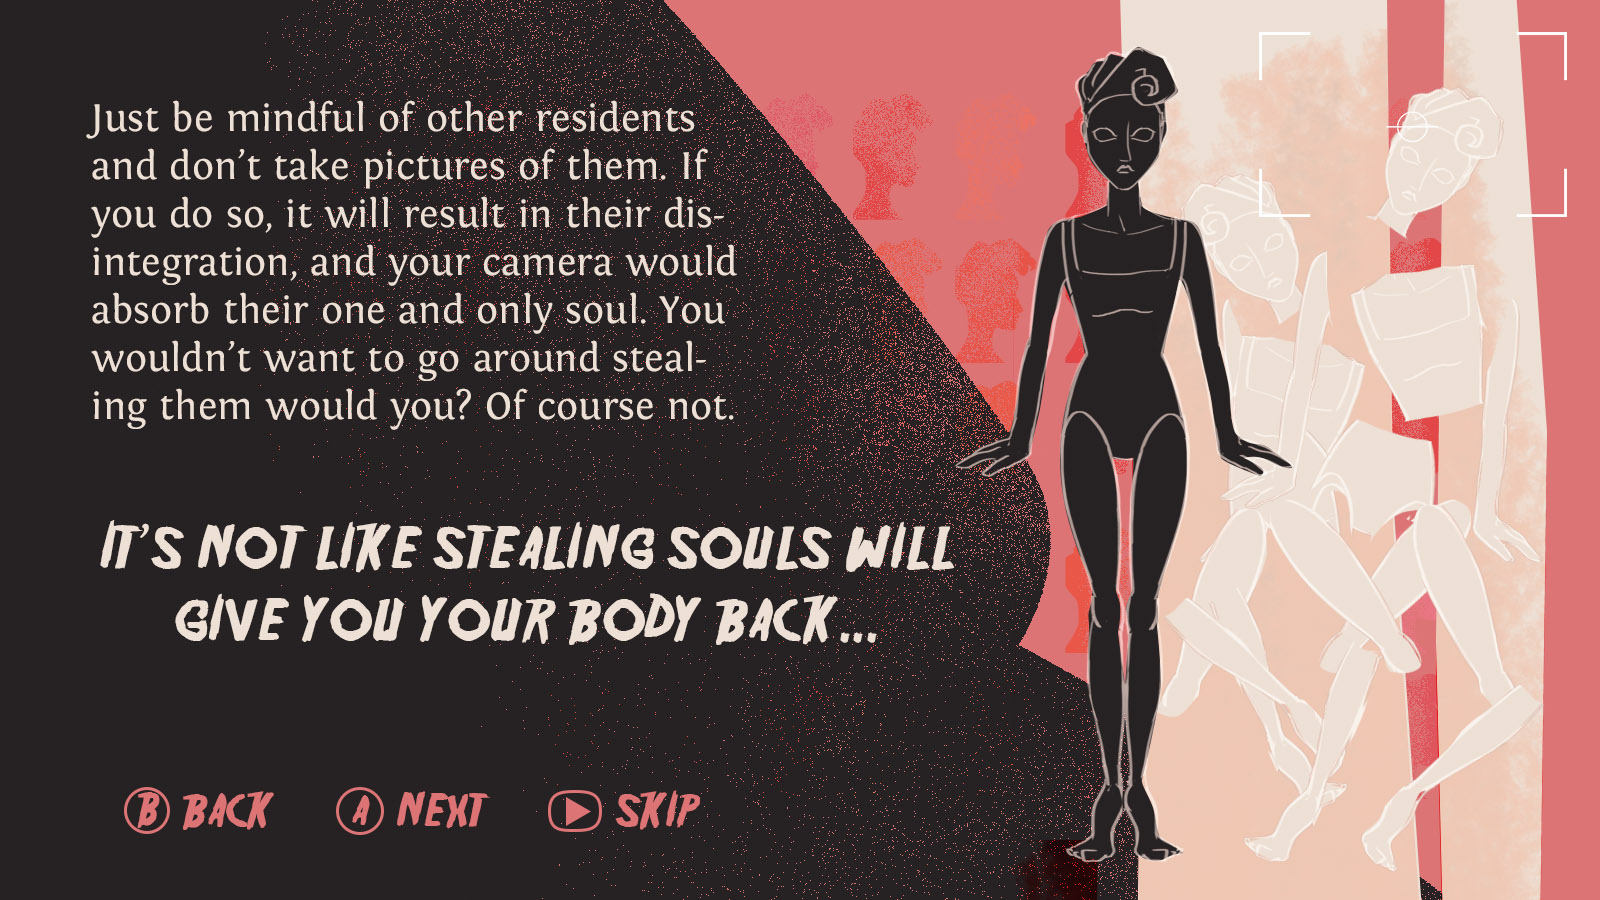 Just be mindful of other residents
and don't take pictures of them. If
you do so, it will result in their dis-
integration, and your camera would
absorb their one and only soul. You
wouldn't want to go around steal-
ing them would you? Of course not.
IT'S NOT LIKE STEALING SOULS WILL
GIVE YOU YOUR BODY BACK...
B BACK A NEXT SKIP